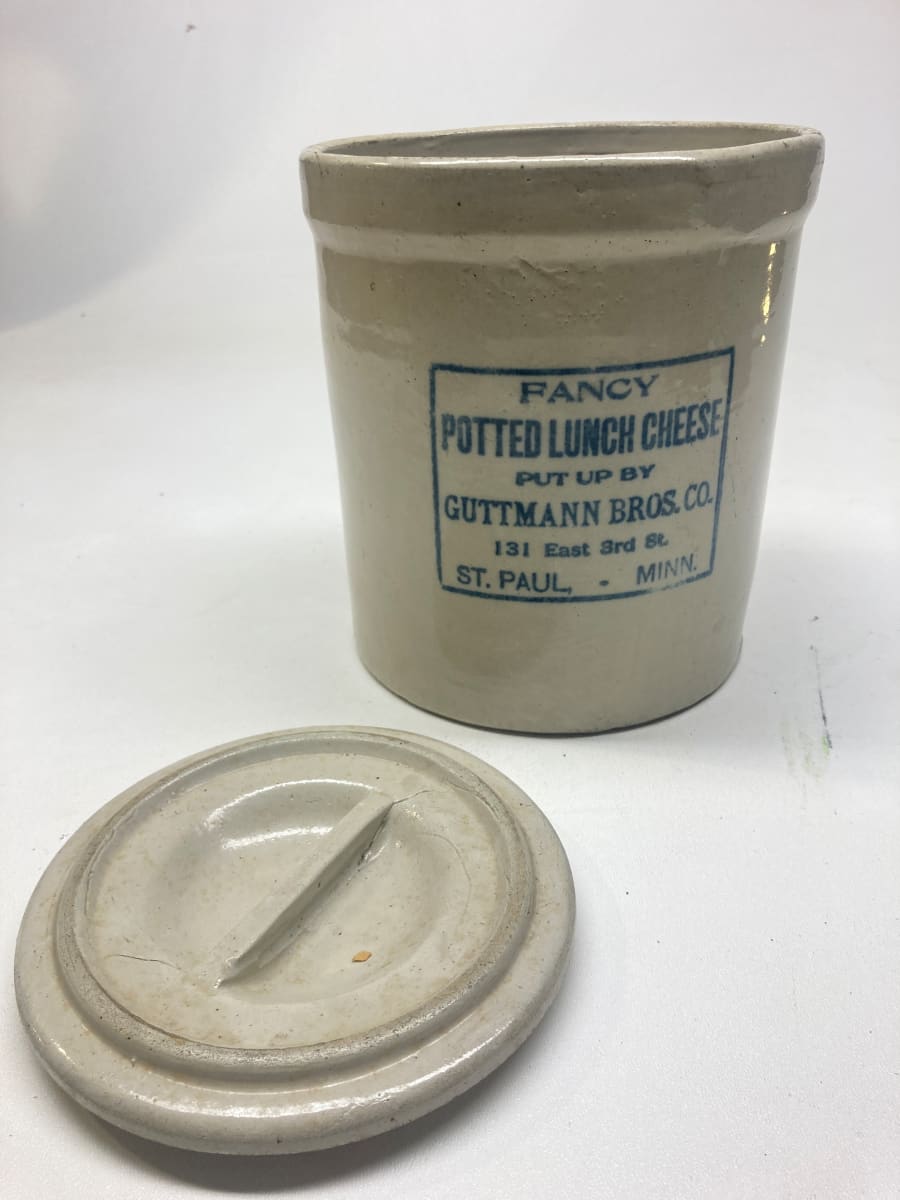 FANCY
POTTED LUNCH CHEESE
PUT UP BY
GUTTMANN BROS. CO.
131 East 3rd St.
ST. PAUL, - MINN.